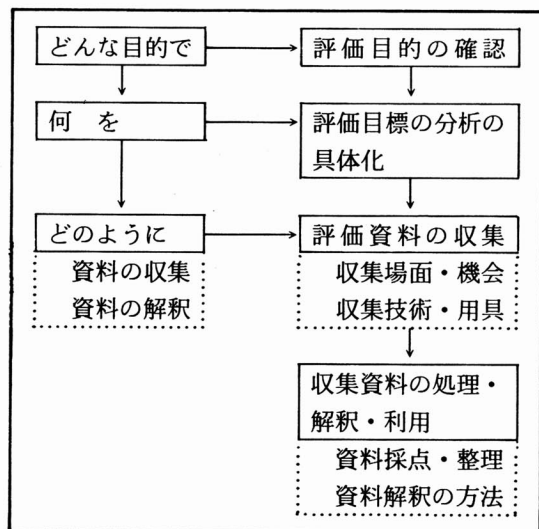 どんな目的で
評価目的の確認
何を
評価目標の分析の
具体化
どのように
評価資料の収集
資料の収集
収集場面・機会
資料の解釈
収集技術・用具
収集資料の処理・
解釈・利用
資料採点・整理
資料解釈の方法